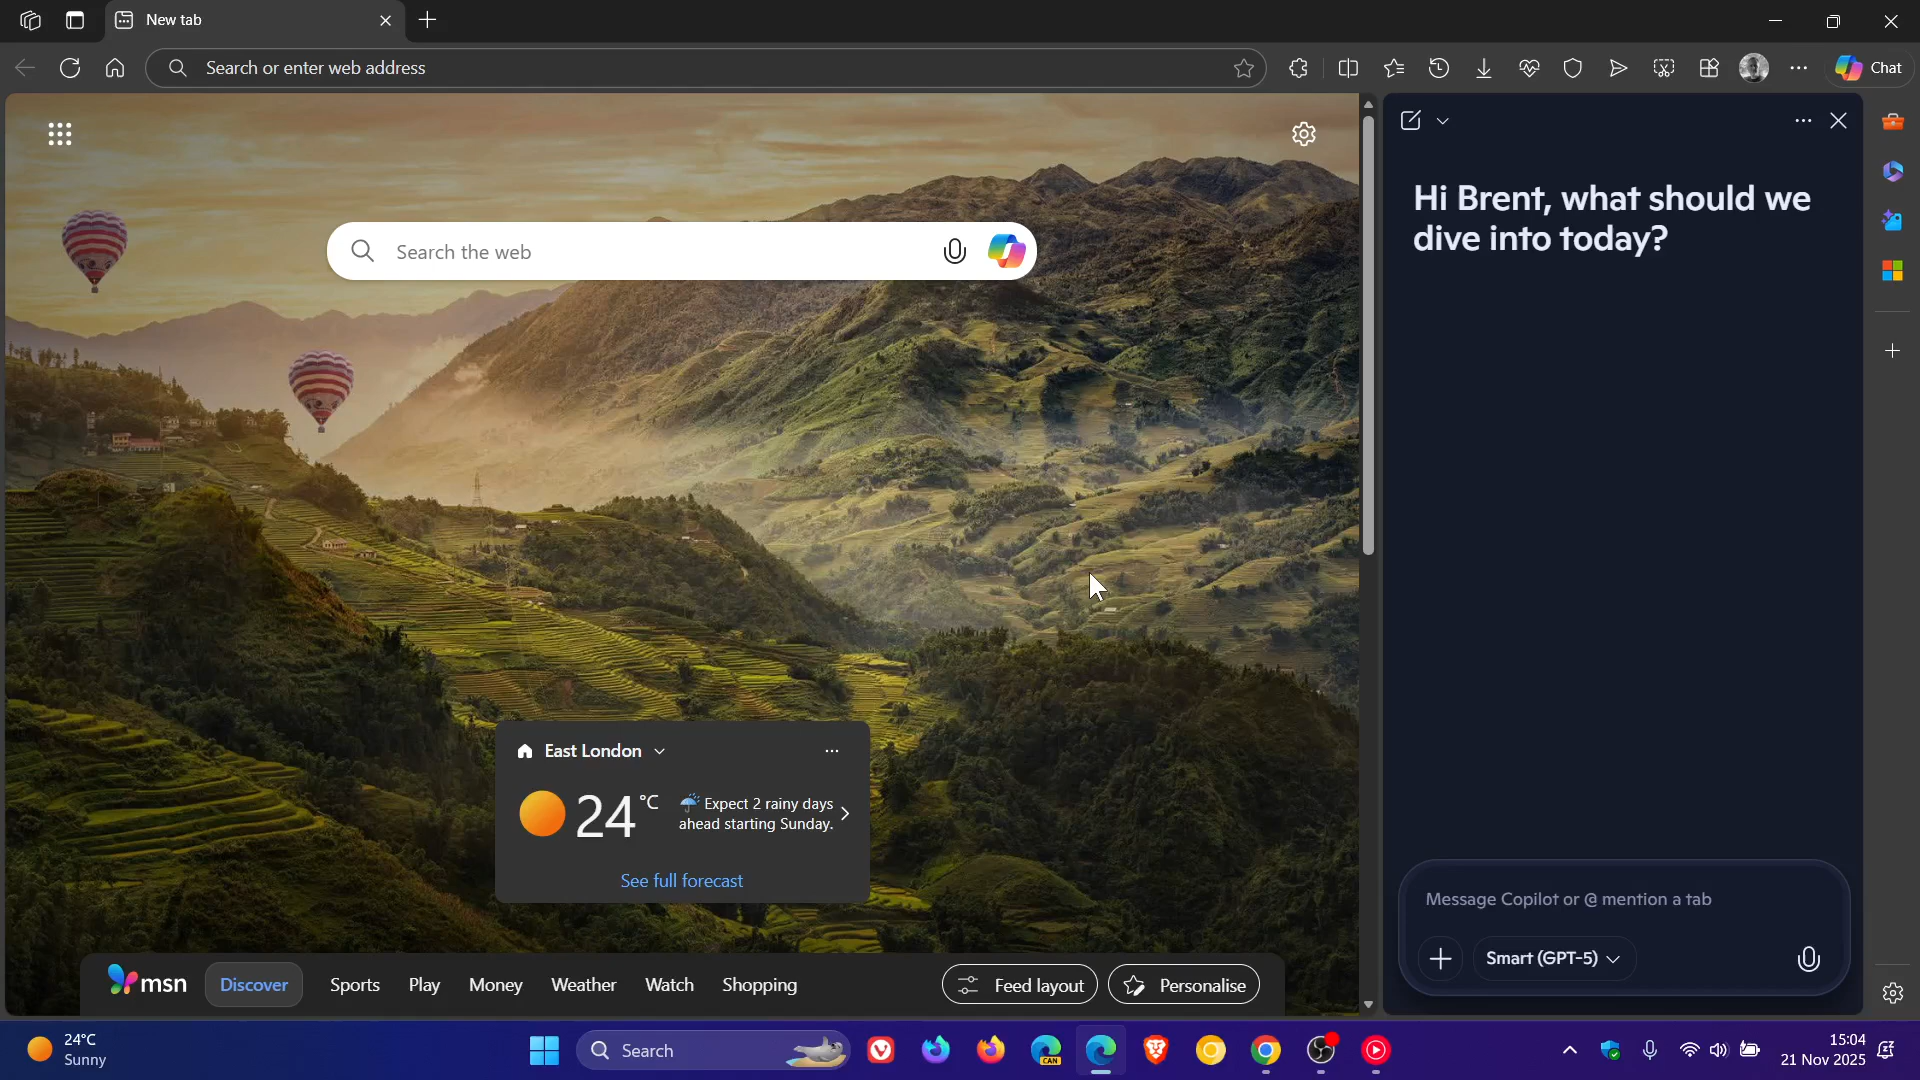 New tab
Search or enter web address
Chat
Hi Brent, what should we
dive into today?
Search the web
East London
24 °C
Expect 2 rainy days
ahead starting Sunday.
See full forecast
Message Copilot or @ mention a tab
Smart (GPT-5)
msn
Discover
Sports
Play
Money
Weather
Watch
Shopping
Feed layout
Personalise
24°C
Sunny
Search
CAN
15:04
21 Nov 2025